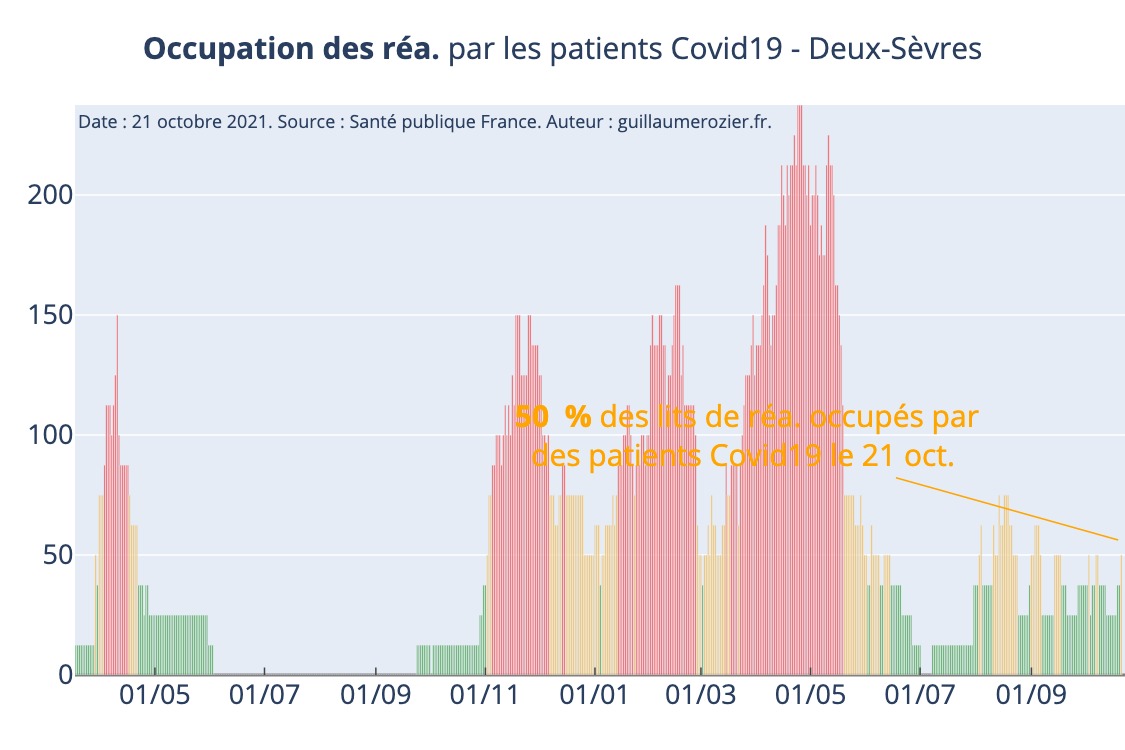 Occupation des réa. par les patients Covid19 - Deux-Sèvres
Date : 21 octobre 2021. Source : Santé publique France. Auteur : guillaumerozier.fr.
200
150
100
50
0
50 % des lits de réa. occupés par
des patients Covid19 le 21 oct.
01/05 01/07 01/09 01/11 01/01 01/03 01/05 01/07 01/09